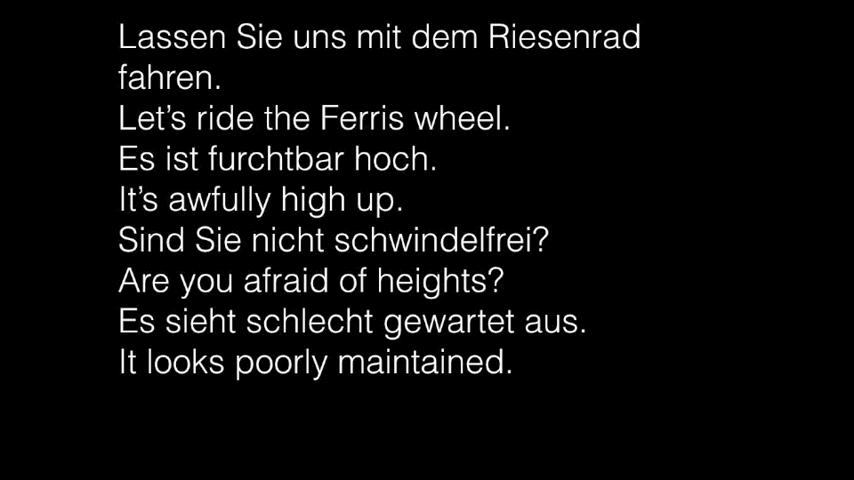 Lassen Sie uns mit dem Riesenrad
fahren.
Let's ride the Ferris wheel.
Es ist furchtbar hoch.
It's awfully high up.
Sind Sie nicht schwindelfrei?
Are you afraid of heights?
Es sieht schlecht gewartet aus.
It looks poorly maintained.